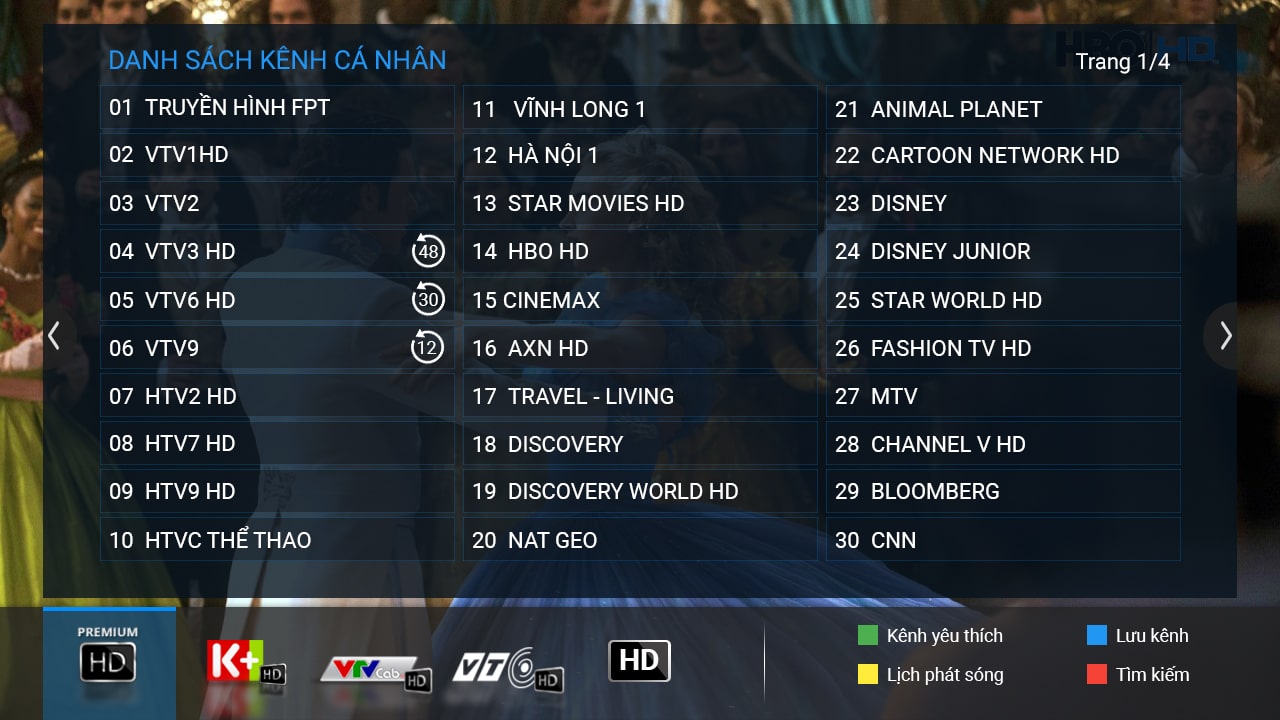 HBO HD
DANH SÁCH KÊNH CÁ NHÂN
Trang 1/4
01 TRUYỀN HÌNH FPT
02 VTV1HD
03 VTV2
04 VTV3 HD 48
05 VTV6 HD 30
06 VTV9 12
07 HTV2 HD
08 HTV7 HD
09 HTV9 HD
10 HTVC THỂ THAO
11 VĨNH LONG 1
12 HÀ NỘI 1
13 STAR MOVIES HD
14 HBO HD
15 CINEMAX
16 AXN HD
17 TRAVEL - LIVING
18 DISCOVERY
19 DISCOVERY WORLD HD
20 NAT GEO
21 ANIMAL PLANET
22 CARTOON NETWORK HD
23 DISNEY
24 DISNEY JUNIOR
25 STAR WORLD HD
26 FASHION TV HD
27 MTV
28 CHANNEL V HD
29 BLOOMBERG
30 CNN
PREMIUM
HD
K+ HD
VTVCab HD
VTC HD
HD
Kênh yêu thích
Lưu kênh
Lịch phát sóng
Tìm kiếm